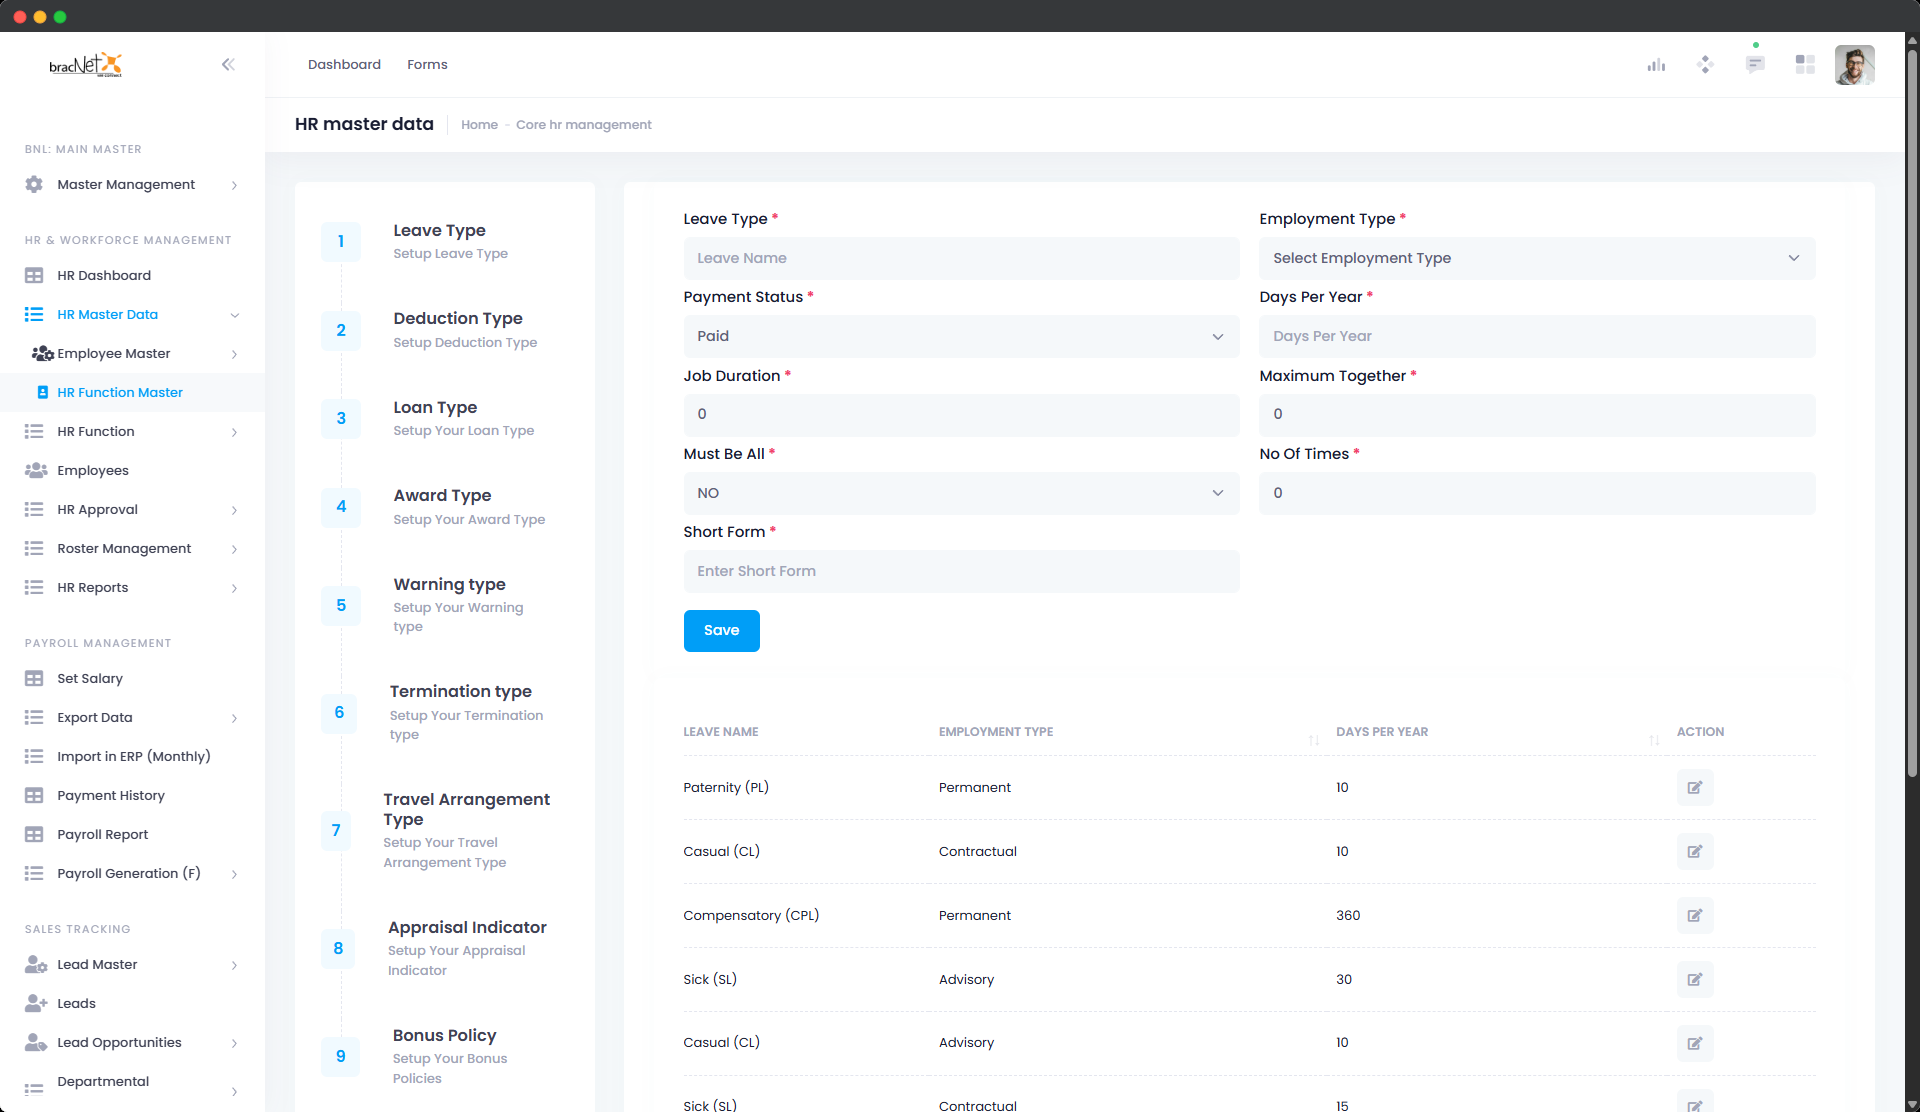 bracNet
Dashboard
Forms
HR master data
Home - Core hr management
BNL: MAIN MASTER
Master Management
HR & WORKFORCE MANAGEMENT
HR Dashboard
HR Master Data
Employee Master
HR Function Master
HR Function
Employees
HR Approval
Roster Management
HR Reports
PAYROLL MANAGEMENT
Set Salary
Export Data
Import in ERP (Monthly)
Payment History
Payroll Report
Payroll Generation (F)
SALES TRACKING
Lead Master
Leads
Lead Opportunities
Departmental
1
Leave Type
Setup Leave Type
2
Deduction Type
Setup Deduction Type
3
Loan Type
Setup Your Loan Type
4
Award Type
Setup Your Award Type
5
Warning type
Setup Your Warning
type
6
Termination type
Setup Your Termination
type
7
Travel Arrangement
Type
Setup Your Travel
Arrangement Type
8
Appraisal Indicator
Setup Your Appraisal
Indicator
9
Bonus Policy
Setup Your Bonus
Policies
Leave Type *
Leave Name
Employment Type *
Select Employment Type
Payment Status *
Paid
Days Per Year *
Days Per Year
Job Duration *
0
Maximum Together *
0
Must Be All *
NO
No Of Times *
0
Short Form *
Enter Short Form
Save
LEAVE NAME EMPLOYMENT TYPE DAYS PER YEAR ACTION
Paternity (PL) Permanent 10
Casual (CL) Contractual 10
Compensatory (CPL) Permanent 360
Sick (SL) Advisory 30
Casual (CL) Advisory 10
Sick (SL) Contractual 15